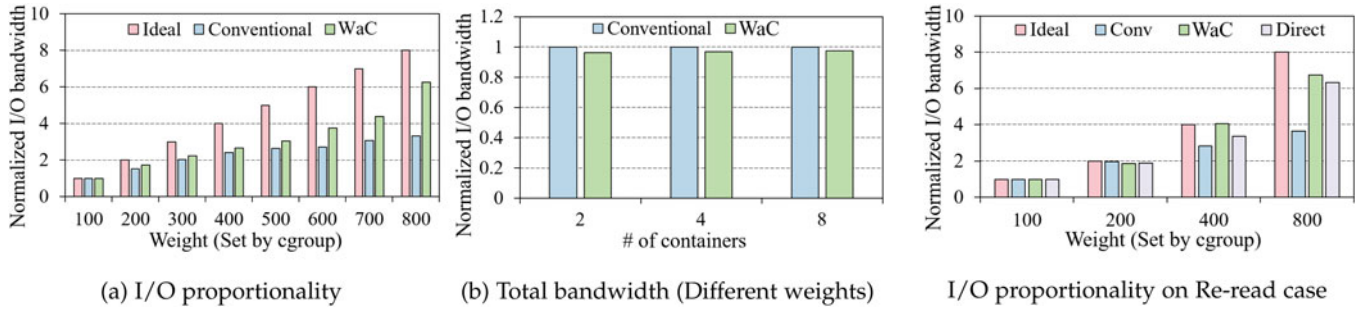 Normalized I/O bandwidth
10
8
6
4
2
0
Ideal Conventional WaC
100 200 300 400 500 600 700 800
Weight (Set by cgroup)
(a) I/O proportionality
Normalized I/O bandwidth
1.2
1
0.8
0.6
0.4
0.2
0
Conventional WaC
2 4 8
# of containers
(b) Total bandwidth (Different weights)
Normalized I/O bandwidth
10
8
6
4
2
0
Ideal Conv WaC Direct
100 200 400 800
Weight (Set by cgroup)
I/O proportionality on Re-read case